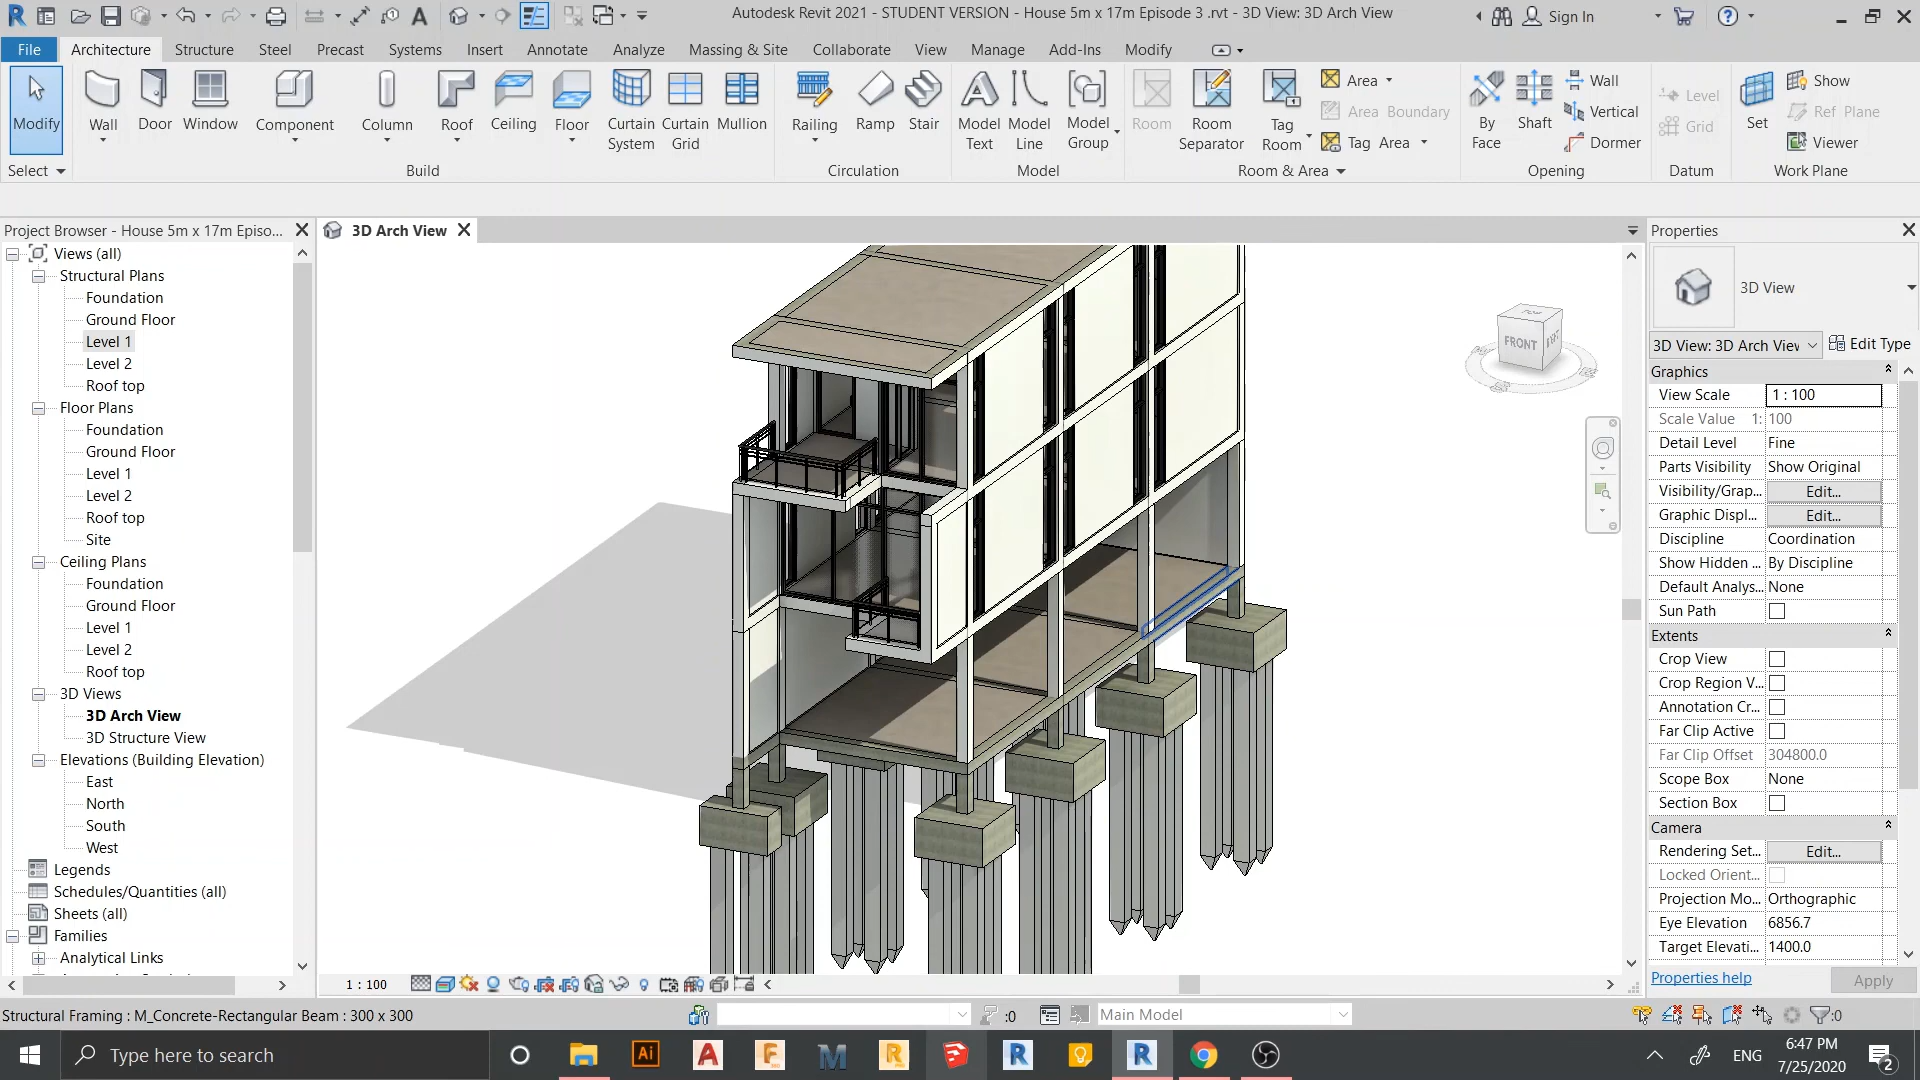 Autodesk Revit 2021 - STUDENT VERSION - House 5m x 17m Episode 3 .rvt - 3D View: 3D Arch View
Sign In
File Architecture Structure Steel Precast Systems Insert Annotate Analyze Massing & Site Collaborate View Manage Add-Ins Modify
Modify
Wall
Door
Window
Component
Column
Roof
Ceiling
Floor
Curtain System
Curtain Grid
Mullion
Railing
Ramp
Stair
Model Text
Model Line
Model Group
Room
Room Separator
Tag Room
Area
Area Boundary
Tag Area
By Face
Shaft
Wall
Vertical
Dormer
Level
Grid
Set
Show
Ref Plane
Viewer
Select
Build
Circulation
Model
Room & Area
Opening
Datum
Work Plane
Project Browser - House 5m x 17m Episo...
Views (all)
Structural Plans
Foundation
Ground Floor
Level 1
Level 2
Roof top
Floor Plans
Foundation
Ground Floor
Level 1
Level 2
Roof top
Site
Ceiling Plans
Foundation
Ground Floor
Level 1
Level 2
Roof top
3D Views
3D Arch View
3D Structure View
Elevations (Building Elevation)
East
North
South
West
Legends
Schedules/Quantities (all)
Sheets (all)
Families
Analytical Links
3D Arch View
FRONT
Properties
3D View
3D View: 3D Arch View
Edit Type
Graphics
View Scale 1 : 100
Scale Value 1: 100
Detail Level Fine
Parts Visibility Show Original
Visibility/Grap... Edit...
Graphic Displ... Edit...
Discipline Coordination
Show Hidden ... By Discipline
Default Analys... None
Sun Path
Extents
Crop View
Crop Region V...
Annotation Cr...
Far Clip Active
Far Clip Offset 304800.0
Scope Box None
Section Box
Camera
Rendering Set... Edit...
Locked Orient...
Projection Mo... Orthographic
Eye Elevation 6856.7
Target Elevati... 1400.0
Properties help
Apply
1 : 100
Structural Framing : M_Concrete-Rectangular Beam : 300 x 300
:0
Main Model
:0
Type here to search
Ai
ENG
6:47 PM
7/25/2020
2